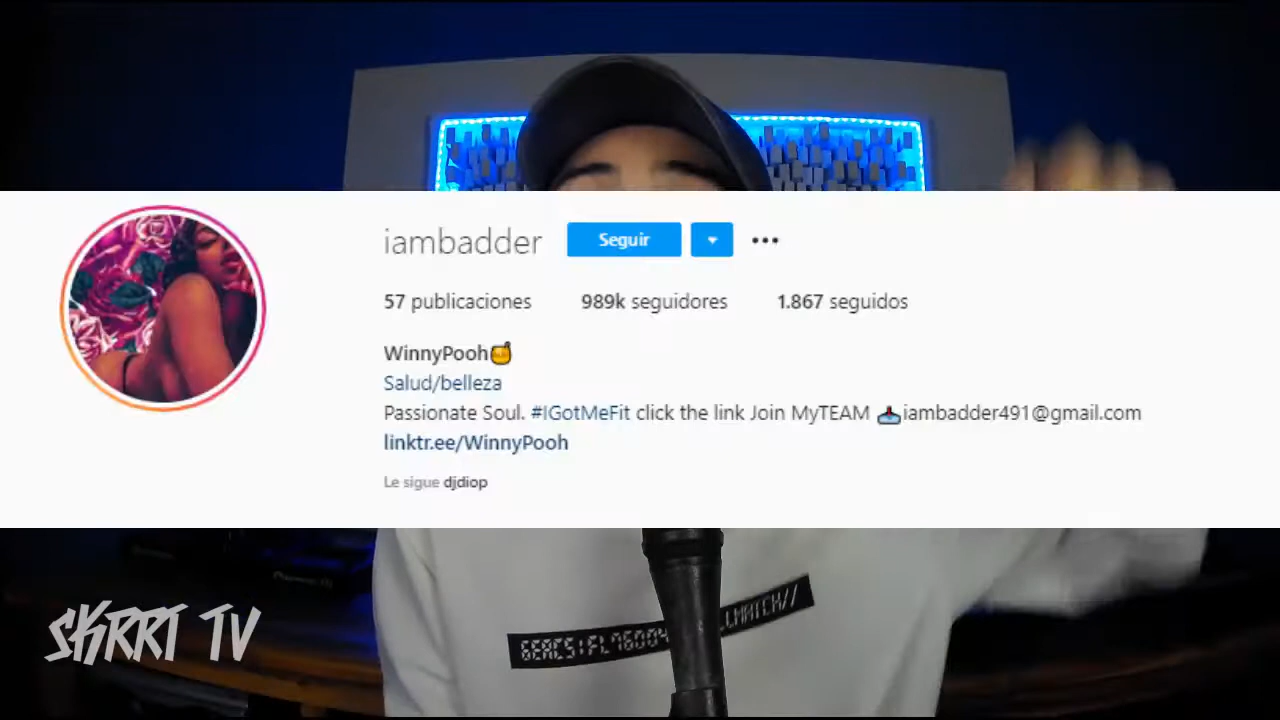 iambadder Seguir
57 publicaciones 989k seguidores 1.867 seguidos
WinnyPooh🍯
Salud/belleza
Passionate Soul. #IGotMeFit click the link Join MyTEAM 📥iambadder491@gmail.com
linktr.ee/WinnyPooh
Le sigue djdiop
SKRRT TV